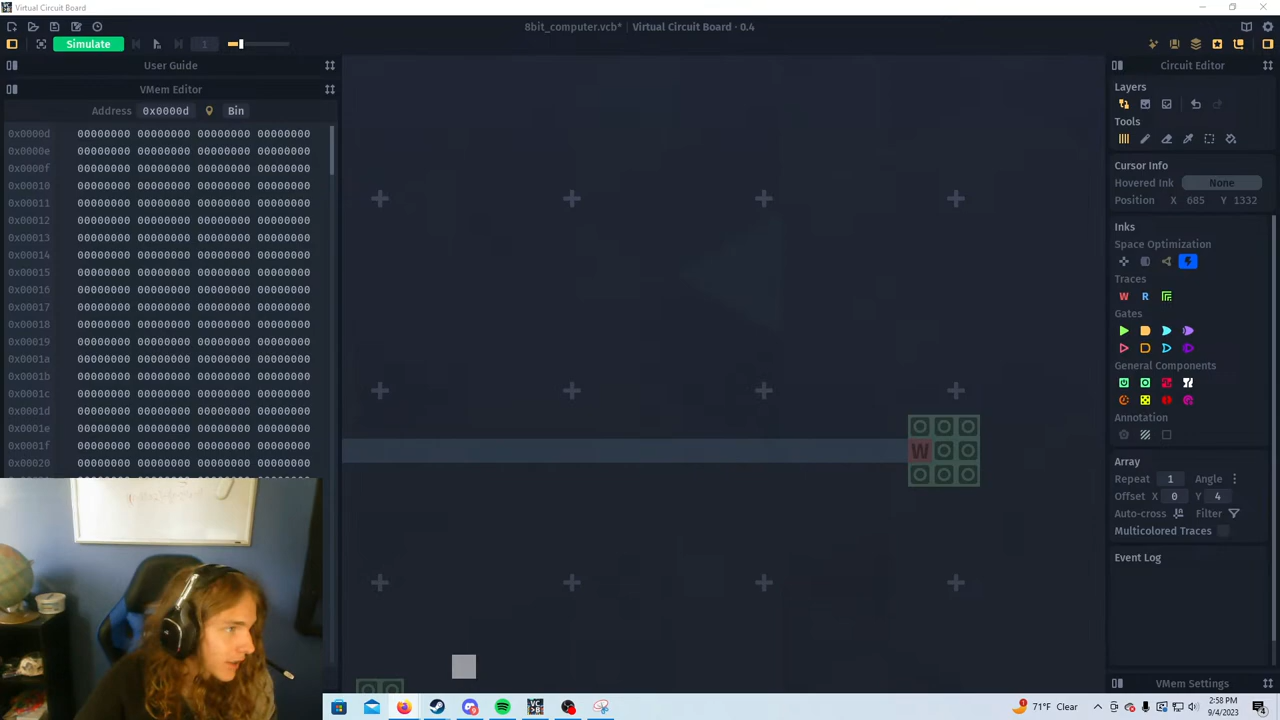 Virtual Circuit Board
8bit_computer.vcb* Virtual Circuit Board - 0.4
Simulate
1
User Guide
VMem Editor
Address 0x0000d Bin
0x0000d 00000000 00000000 00000000 00000000
0x0000e 00000000 00000000 00000000 00000000
0x0000f 00000000 00000000 00000000 00000000
0x00010 00000000 00000000 00000000 00000000
0x00011 00000000 00000000 00000000 00000000
0x00012 00000000 00000000 00000000 00000000
0x00013 00000000 00000000 00000000 00000000
0x00014 00000000 00000000 00000000 00000000
0x00015 00000000 00000000 00000000 00000000
0x00016 00000000 00000000 00000000 00000000
0x00017 00000000 00000000 00000000 00000000
0x00018 00000000 00000000 00000000 00000000
0x00019 00000000 00000000 00000000 00000000
0x0001a 00000000 00000000 00000000 00000000
0x0001b 00000000 00000000 00000000 00000000
0x0001c 00000000 00000000 00000000 00000000
0x0001d 00000000 00000000 00000000 00000000
0x0001e 00000000 00000000 00000000 00000000
0x0001f 00000000 00000000 00000000 00000000
0x00020 00000000 00000000 00000000 00000000
W
Circuit Editor
Layers
Tools
Cursor Info
Hovered Ink None
Position X 685 Y 1332
Inks
Space Optimization
Traces
W R
Gates
General Components
Annotation
Array
Repeat 1 Angle
Offset X 0 Y 4
Auto-cross Filter
Multicolored Traces
Event Log
VMem Settings
71°F Clear
2:58 PM
9/4/2023